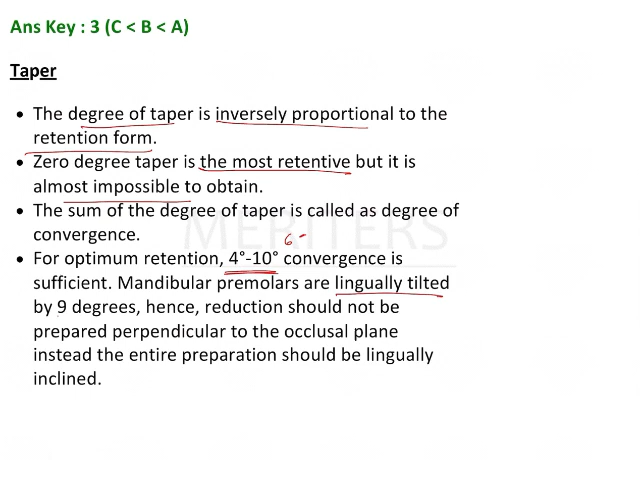 Ans Key : 3 (C < B < A)
Taper
• The degree of taper is inversely proportional to the
retention form.
• Zero degree taper is the most retentive but it is
almost impossible to obtain.
• The sum of the degree of taper is called as degree of
convergence.
MERITERS
6°
• For optimum retention, 4°-10° convergence is
sufficient. Mandibular premolars are lingually tilted
by 9 degrees, hence, reduction should not be
prepared perpendicular to the occlusal plane
instead the entire preparation should be lingually
inclined.